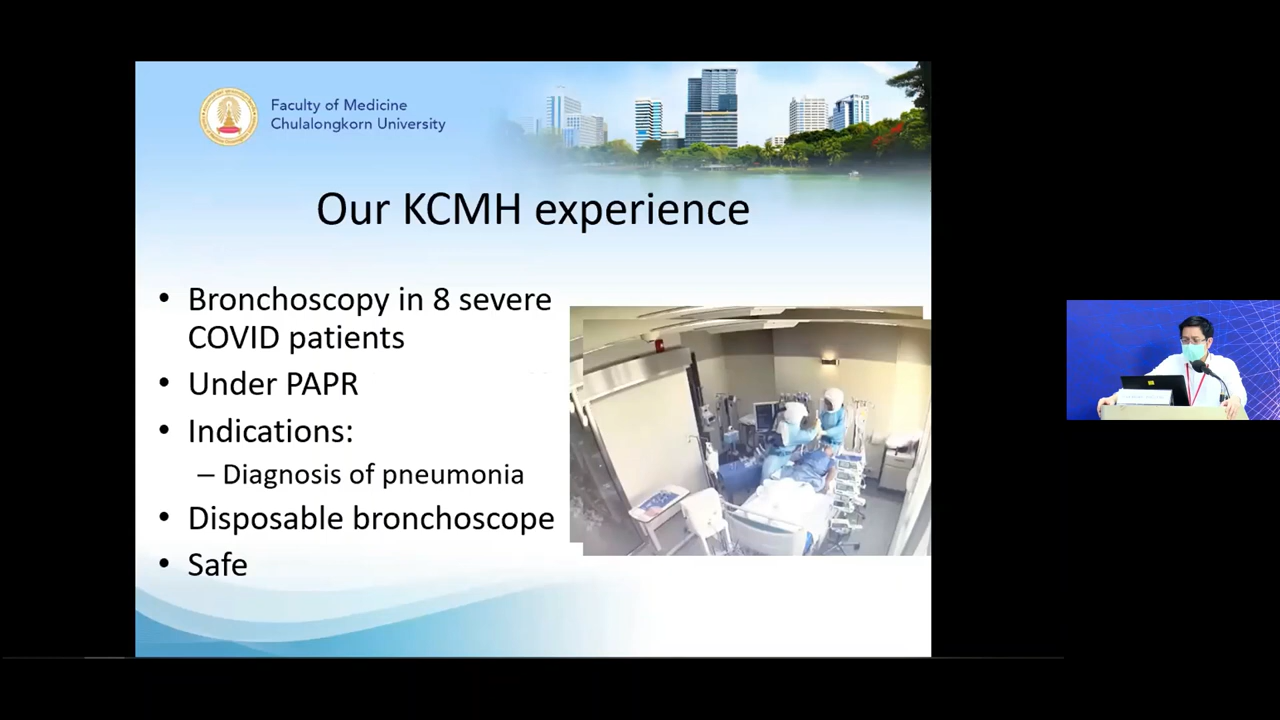 Faculty of Medicine
Chulalongkorn University
Our KCMH experience
• Bronchoscopy in 8 severe
COVID patients
• Under PAPR
• Indications:
– Diagnosis of pneumonia
• Disposable bronchoscope
• Safe